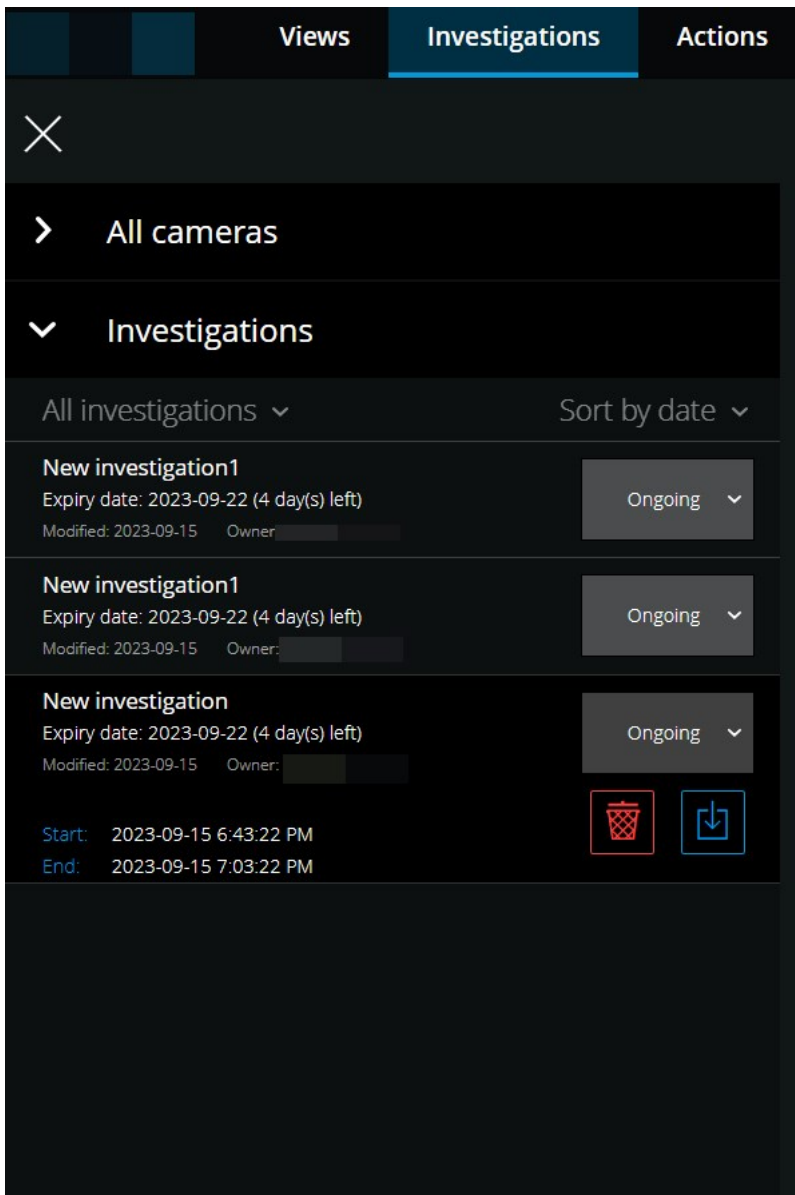 Views Investigations Actions
All cameras
Investigations
All investigations Sort by date
New investigation1
Expiry date: 2023-09-22 (4 day(s) left)
Ongoing
Modified: 2023-09-15 Owner
New investigation1
Expiry date: 2023-09-22 (4 day(s) left)
Ongoing
Modified: 2023-09-15 Owner:
New investigation
Expiry date: 2023-09-22 (4 day(s) left)
Ongoing
Modified: 2023-09-15 Owner:
Start: 2023-09-15 6:43:22 PM
End: 2023-09-15 7:03:22 PM